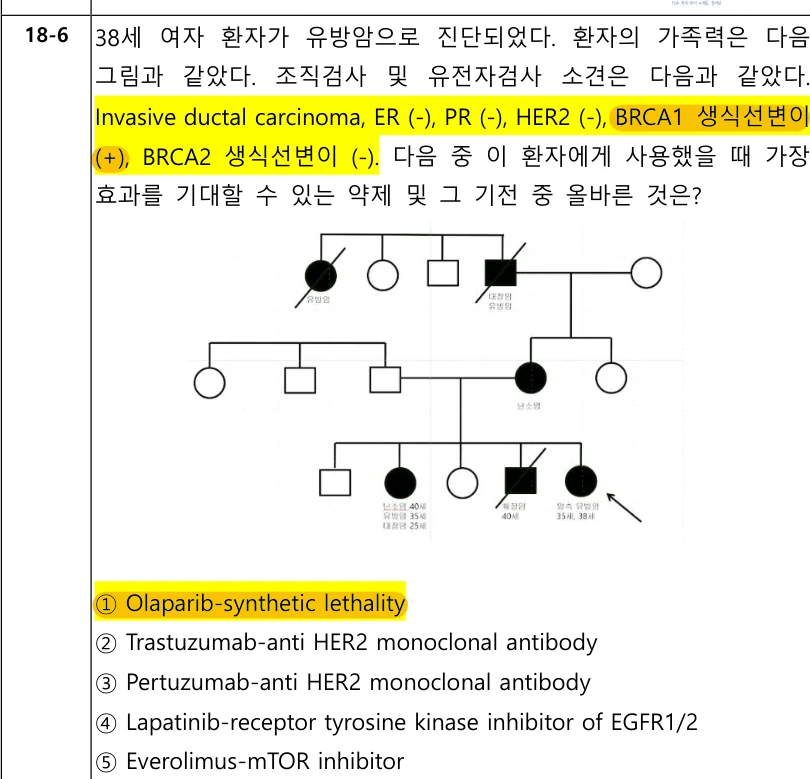 18-6
38세 여자 환자가 유방암으로 진단되었다. 환자의 가족력은 다음
그림과 같았다. 조직검사 및 유전자검사 소견은 다음과 같았다.
Invasive ductal carcinoma, ER (-), PR (-), HER2 (-), BRCA1 생식선변이
(+), BRCA2 생식선변이 (-). 다음 중 이 환자에게 사용했을 때 가장
효과를 기대할 수 있는 약제 및 그 기전 중 올바른 것은?
유방암
대장암
유방암
난소암
난소암 40세
유방암 35세
대장암 25세
췌장암
40세
양측 유방암
35세, 38세
① Olaparib-synthetic lethality
② Trastuzumab-anti HER2 monoclonal antibody
③ Pertuzumab-anti HER2 monoclonal antibody
④ Lapatinib-receptor tyrosine kinase inhibitor of EGFR1/2
⑤ Everolimus-mTOR inhibitor